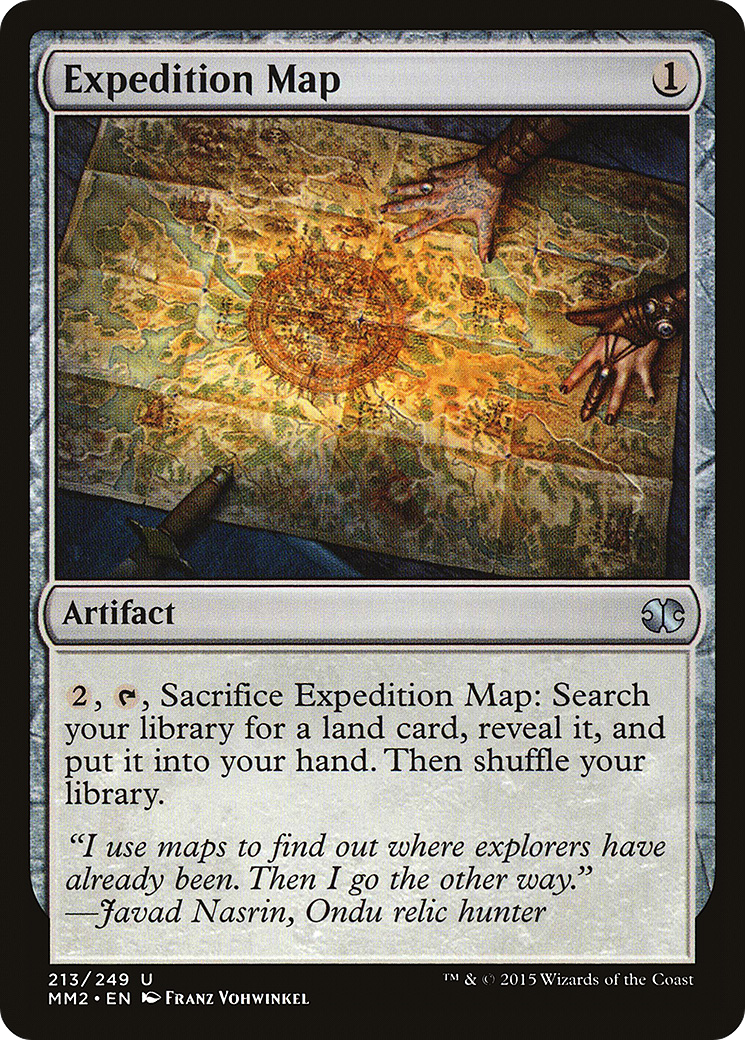 Expedition Map 1
Artifact
2, , Sacrifice Expedition Map: Search
your library for a land card, reveal it, and
put it into your hand. Then shuffle your
library.
“I use maps to find out where explorers have
already been. Then I go the other way.”
—Javad Nasrin, Ondu relic hunter
213/249 U
™ & © 2015 Wizards of the Coast
MM2 • EN Franz Vohwinkel